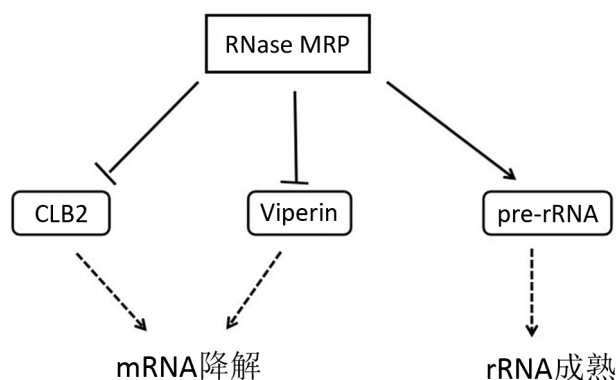 RNase MRP
CLB2
Viperin
pre-rRNA
mRNA降解
rRNA成熟